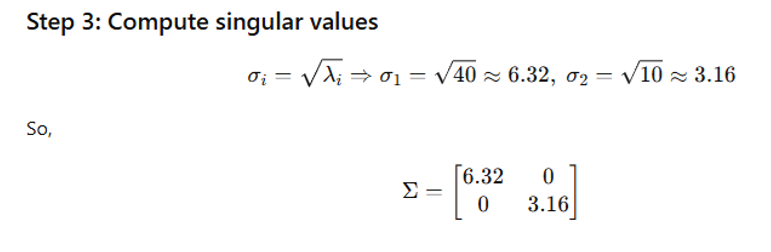 Step 3: Compute singular values
σᵢ = √λᵢ ⇒ σ₁ = √40 ≈ 6.32, σ₂ = √10 ≈ 3.16
So,
Σ = [6.32 0
0 3.16]